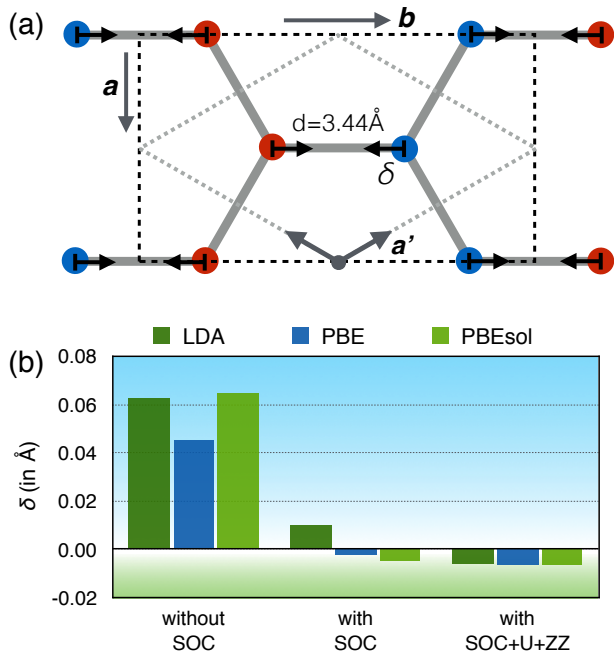 (a)
b
a
d=3.44Å
δ
a'
(b)
LDA PBE PBEsol
0.08
0.06
0.04
0.02
0.00
-0.02
δ (in Å)
without SOC
with SOC
with SOC+U+ZZ